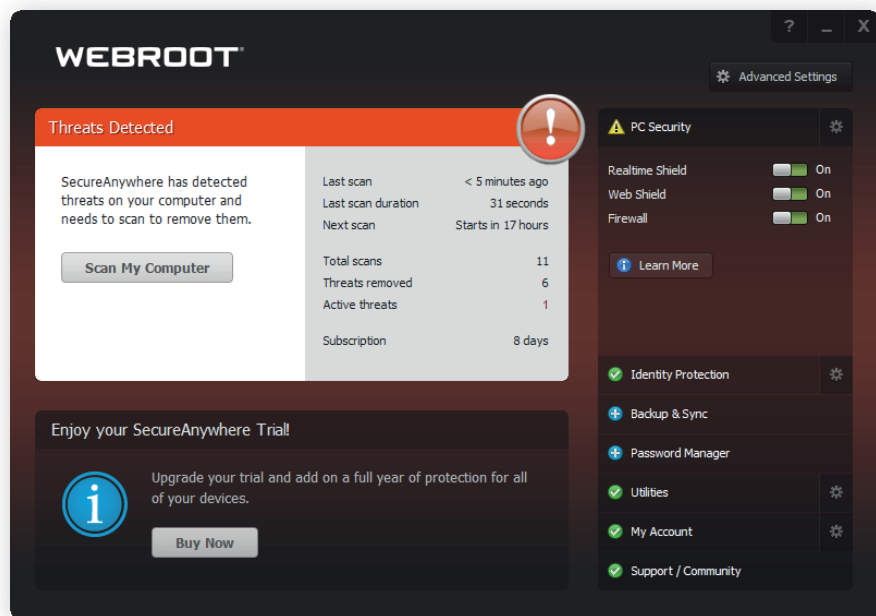 ? _ X
WEBROOT
Advanced Settings
Threats Detected
!
SecureAnywhere has detected
threats on your computer and
needs to scan to remove them.
Scan My Computer
Last scan < 5 minutes ago
Last scan duration 31 seconds
Next scan Starts in 17 hours
Total scans 11
Threats removed 6
Active threats 1
Subscription 8 days
PC Security
Realtime Shield On
Web Shield On
Firewall On
i Learn More
Identity Protection
Backup & Sync
Password Manager
Utilities
My Account
Support / Community
Enjoy your SecureAnywhere Trial!
i
Upgrade your trial and add on a full year of protection for all
of your devices.
Buy Now